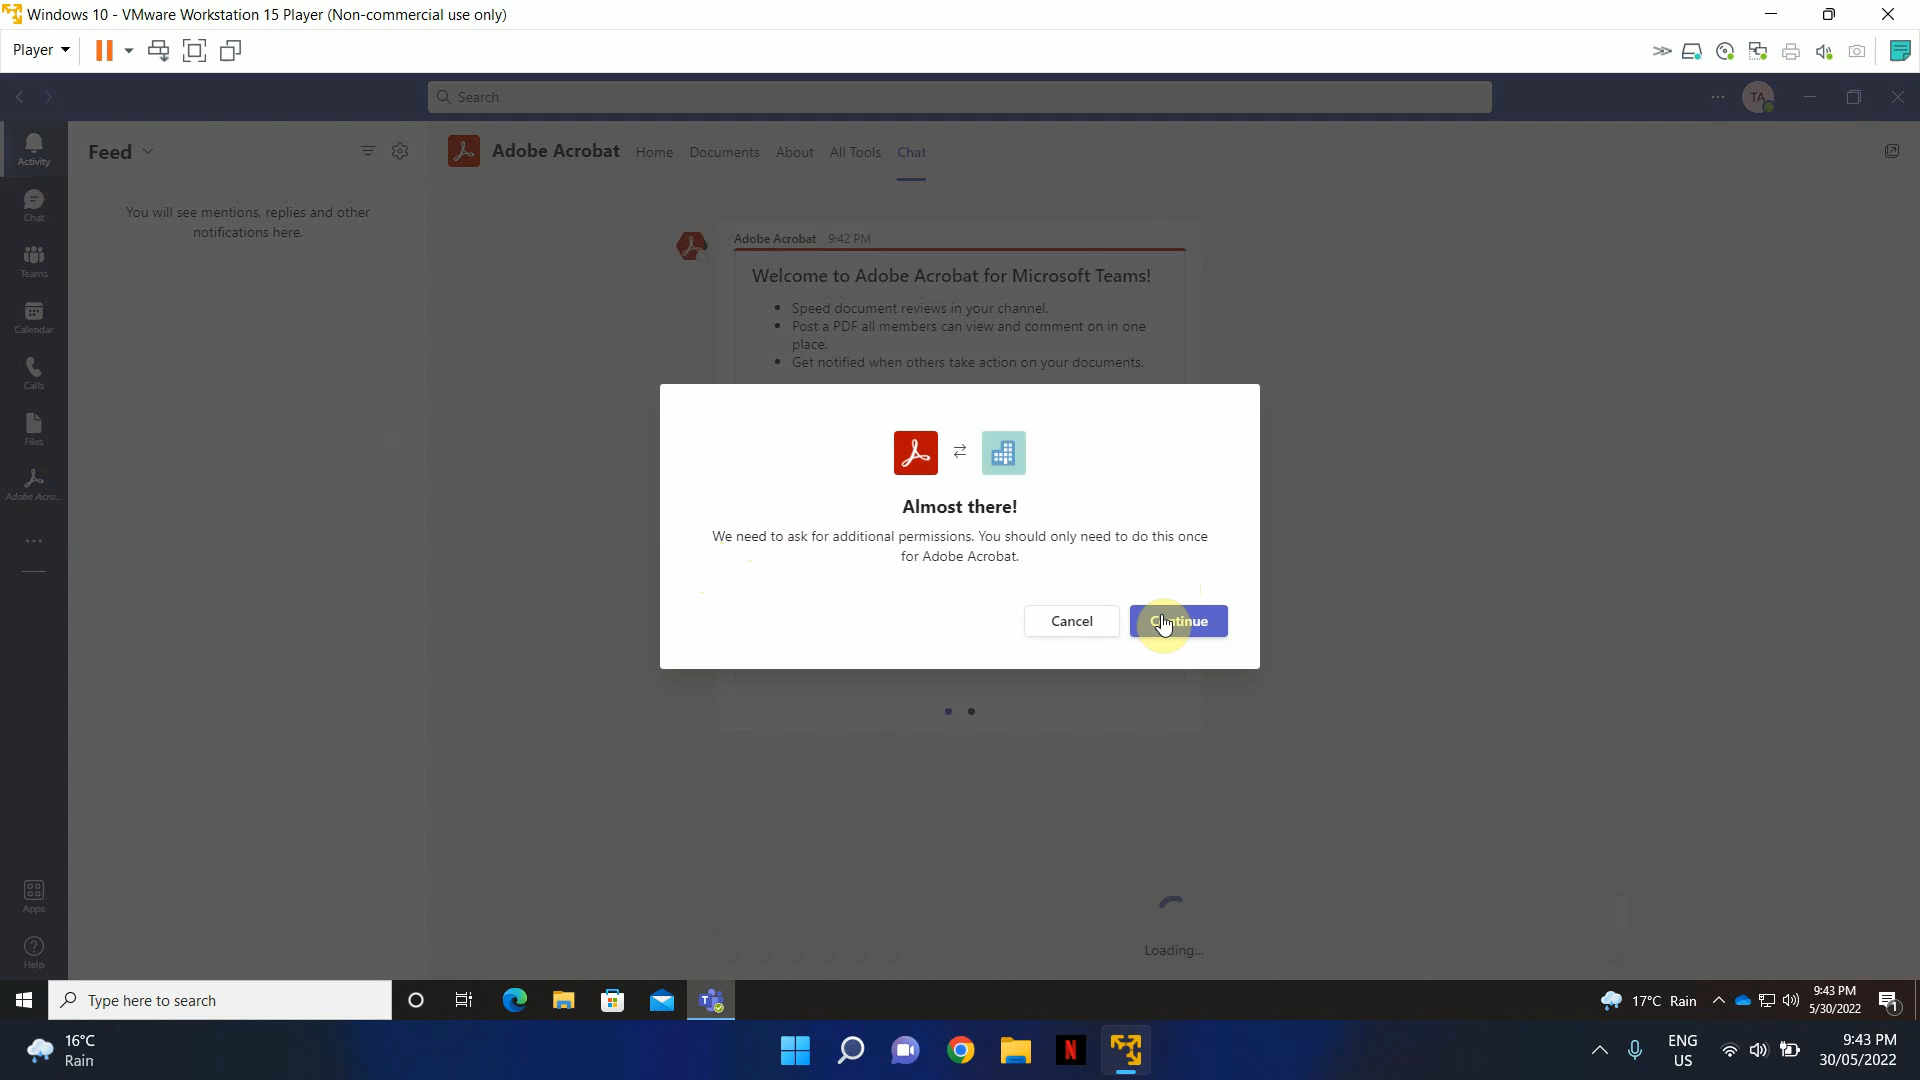 Windows 10 - VMware Workstation 15 Player (Non-commercial use only)
Player
Search
TA
Activity
Chat
Teams
Calendar
Calls
Files
Adobe Acro...
Apps
Help
Feed
You will see mentions, replies and other
notifications here.
Adobe Acrobat Home Documents About All Tools Chat
Adobe Acrobat 9:42 PM
Welcome to Adobe Acrobat for Microsoft Teams!
Speed document reviews in your channel.
Post a PDF all members can view and comment on in one
place.
Get notified when others take action on your documents.
Almost there!
We need to ask for additional permissions. You should only need to do this once
for Adobe Acrobat.
Cancel Continue
Loading...
Type here to search
17°C Rain
9:43 PM
5/30/2022
1
16°C
Rain
ENG
US
9:43 PM
30/05/2022